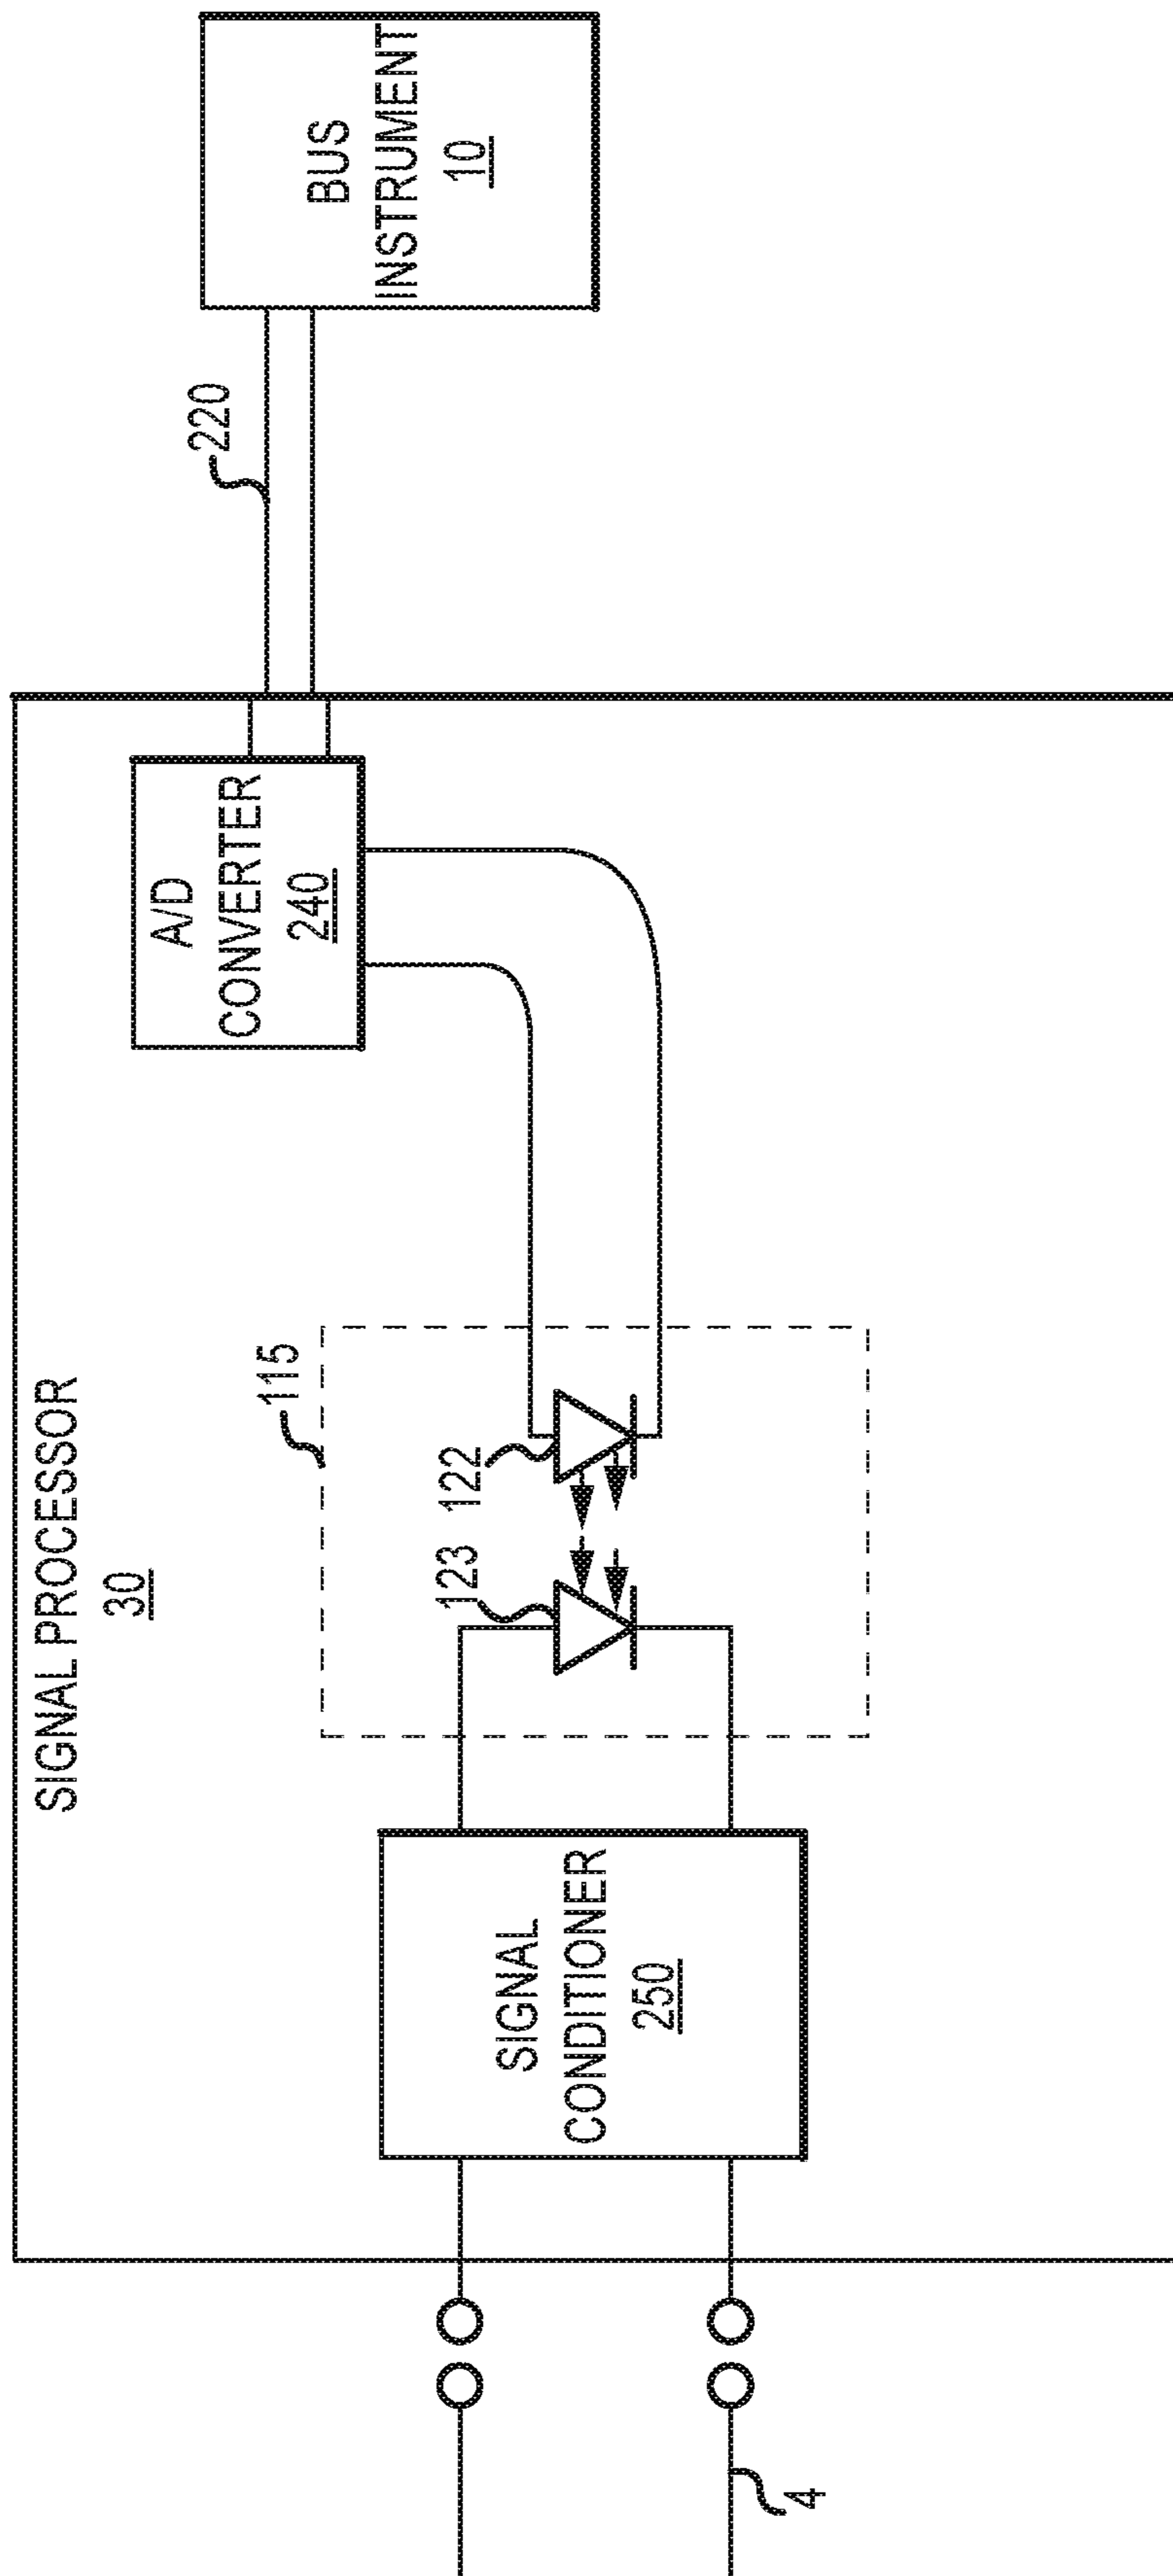 SIGNAL PROCESSOR
30
4
SIGNAL
CONDITIONER
250
115
123
122
A/D
CONVERTER
240
220
BUS
INSTRUMENT
10